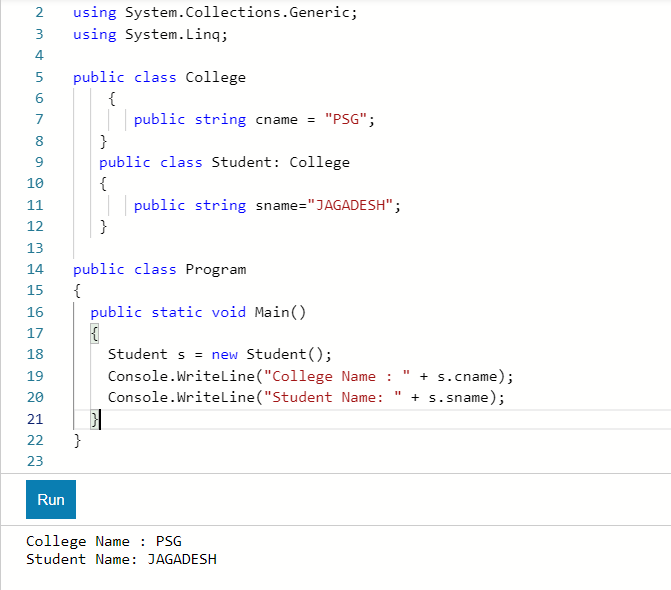 2 using System.Collections.Generic;
3 using System.Linq;
4
5 public class College
6 {
7 public string cname = "PSG";
8 }
9 public class Student: College
10 {
11 public string sname="JAGADESH";
12 }
13
14 public class Program
15 {
16 public static void Main()
17 {
18 Student s = new Student();
19 Console.WriteLine("College Name : " + s.cname);
20 Console.WriteLine("Student Name: " + s.sname);
21 }
22 }
23
Run
College Name : PSG
Student Name: JAGADESH